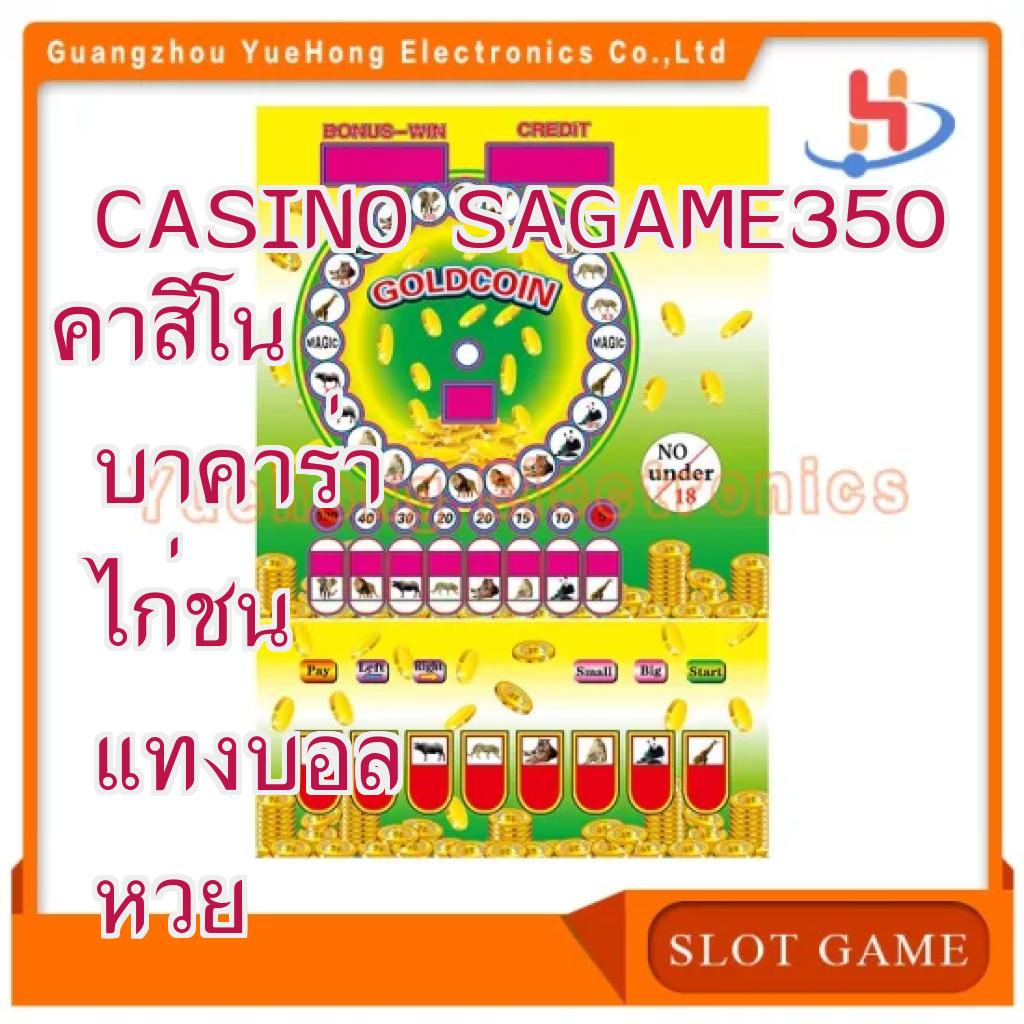 Guangzhou YueHong Electronics Co.,Ltd
BONUS-WIN CREDIT
CASINO SAGAME350
GOLDCOIN
คาสิโน
MAGIC MAGIC
บาคาร่า
NO
under
18
40 30 20 20 15 10
ไก่ชน
Pay Left Right Small Big Start
แทงบอล
หวย
SLOT GAME